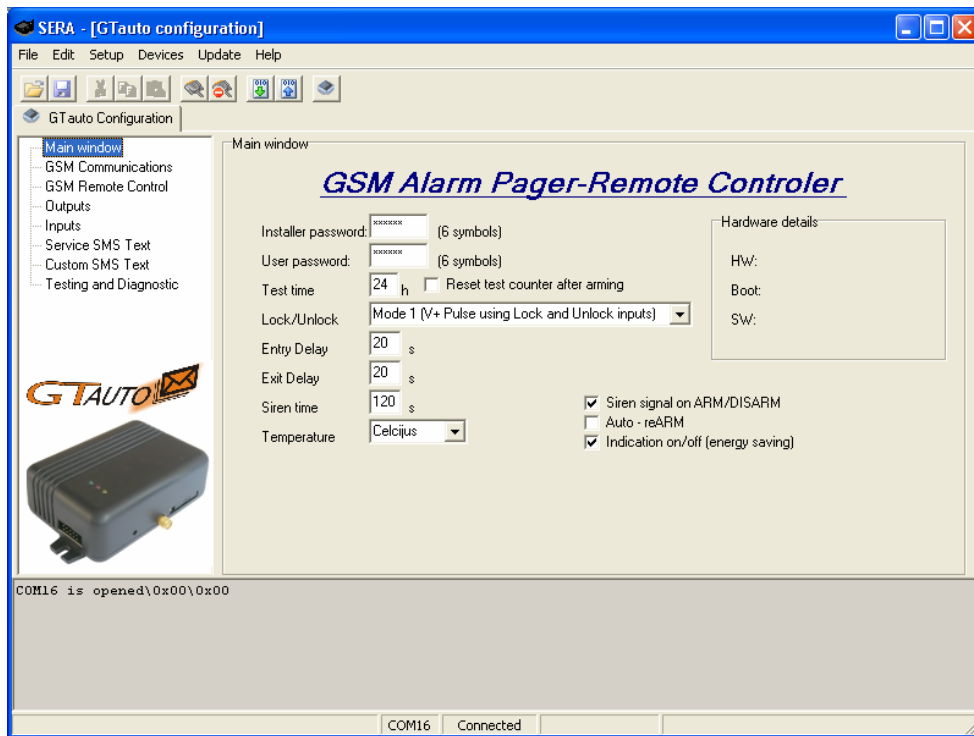 SERA - [GTauto configuration]
File Edit Setup Devices Update Help
GTauto Configuration
Main window
GSM Communications
GSM Remote Control
Outputs
Inputs
Service SMS Text
Custom SMS Text
Testing and Diagnostic
GTAUTO
Main window
GSM Alarm Pager-Remote Controler
Installer password: ****** (6 symbols)
User password: ****** (6 symbols)
Test time 24 h Reset test counter after arming
Lock/Unlock Mode 1 (V+ Pulse using Lock and Unlock inputs)
Entry Delay 20 s
Exit Delay 20 s
Siren time 120 s
Temperature Celcijus
Hardware details
HW:
Boot:
SW:
Siren signal on ARM/DISARM
Auto - reARM
Indication on/off (energy saving)
COM16 is opened\0x00\0x00
COM16 Connected